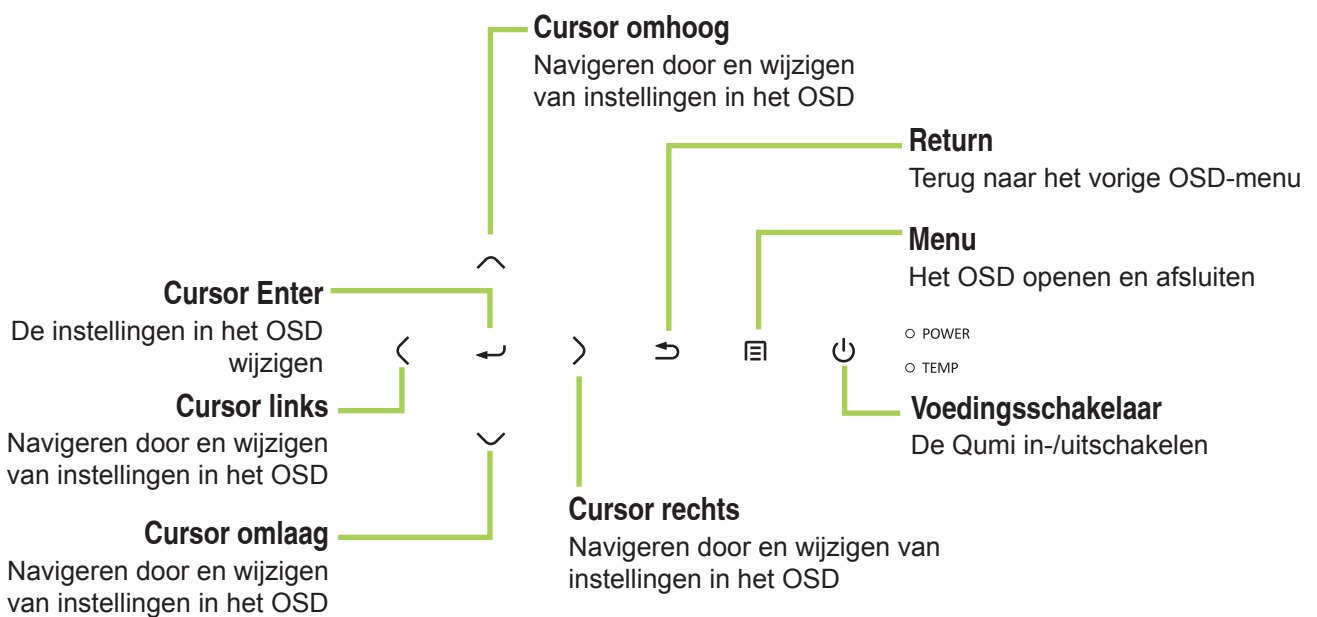 Cursor omhoog
Navigeren door en wijzigen
van instellingen in het OSD
Return
Terug naar het vorige OSD-menu
Menu
Het OSD openen en afsluiten
Cursor Enter
De instellingen in het OSD
wijzigen
POWER
TEMP
Cursor links
Navigeren door en wijzigen
van instellingen in het OSD
Voedingsschakelaar
De Qumi in-/uitschakelen
Cursor omlaag
Navigeren door en wijzigen
van instellingen in het OSD
Cursor rechts
Navigeren door en wijzigen van
instellingen in het OSD